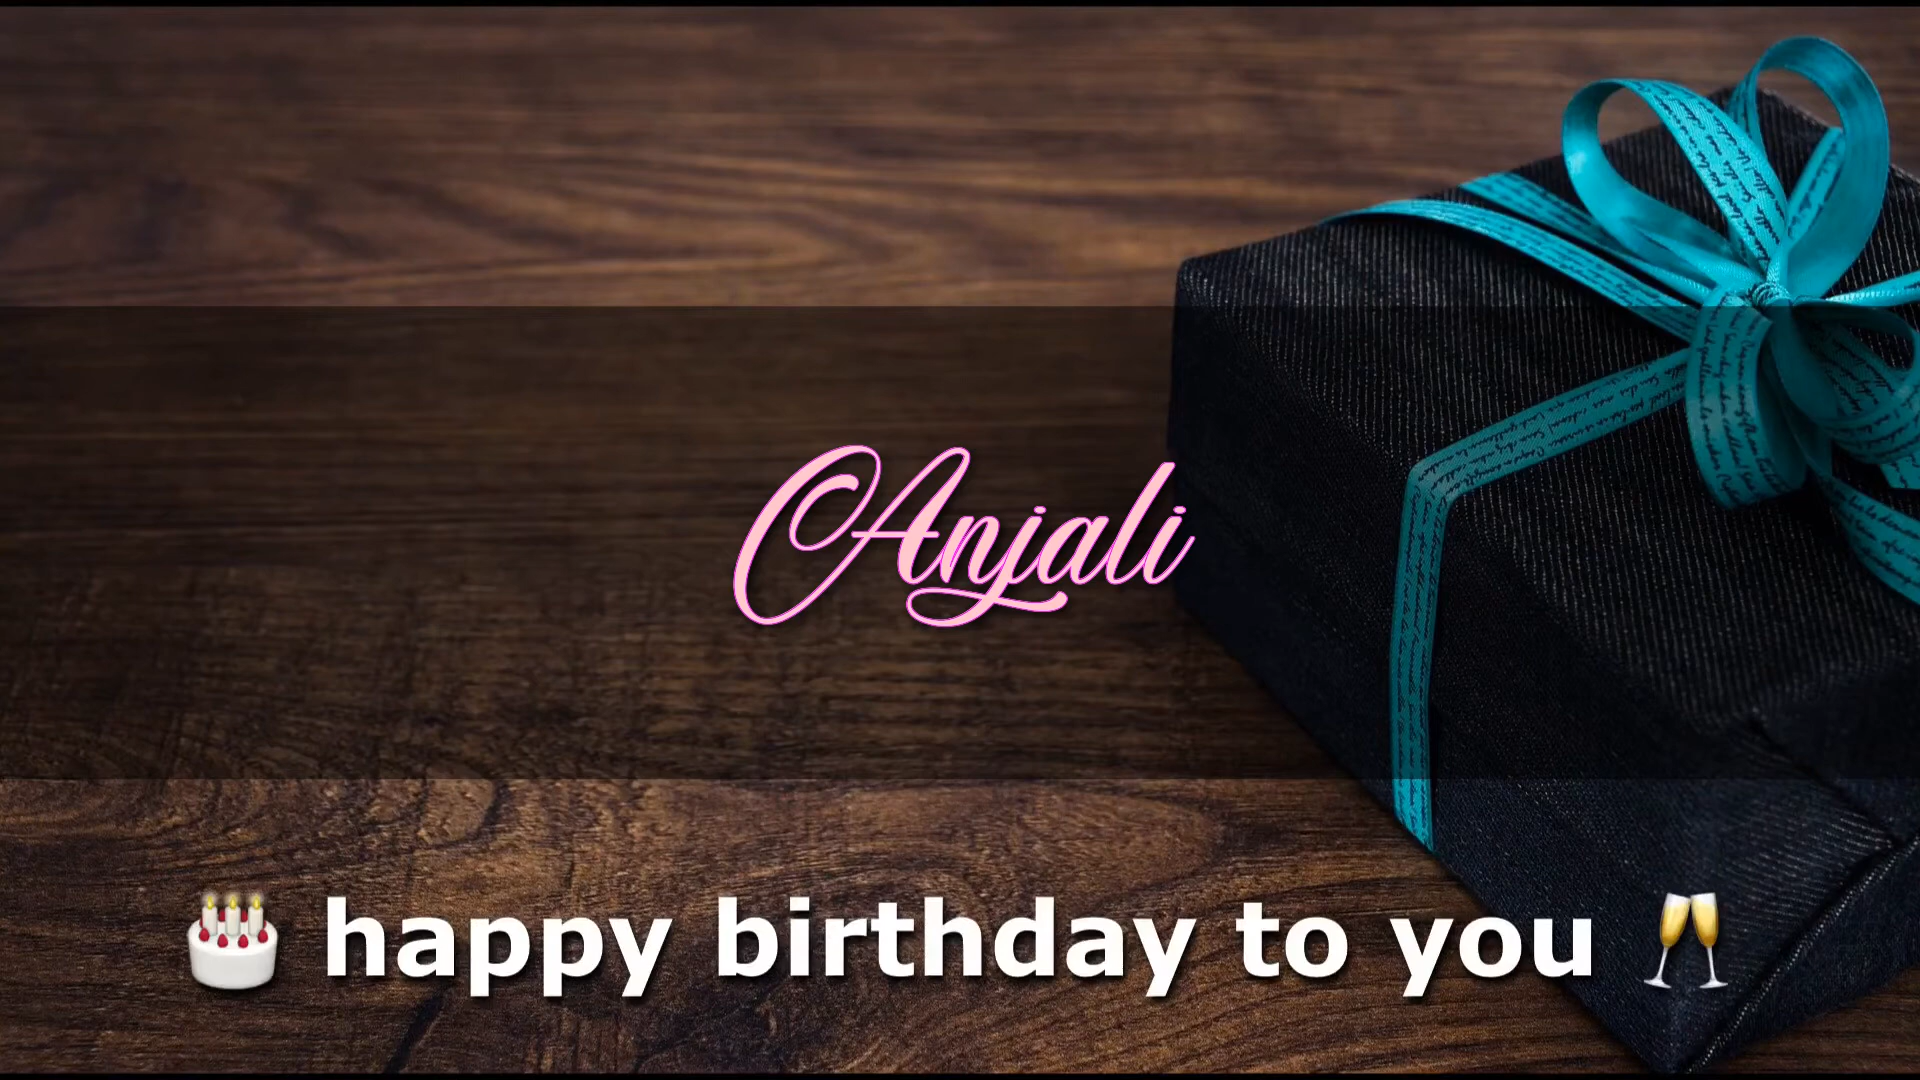 Anjali
🎂 happy birthday to you 🥂